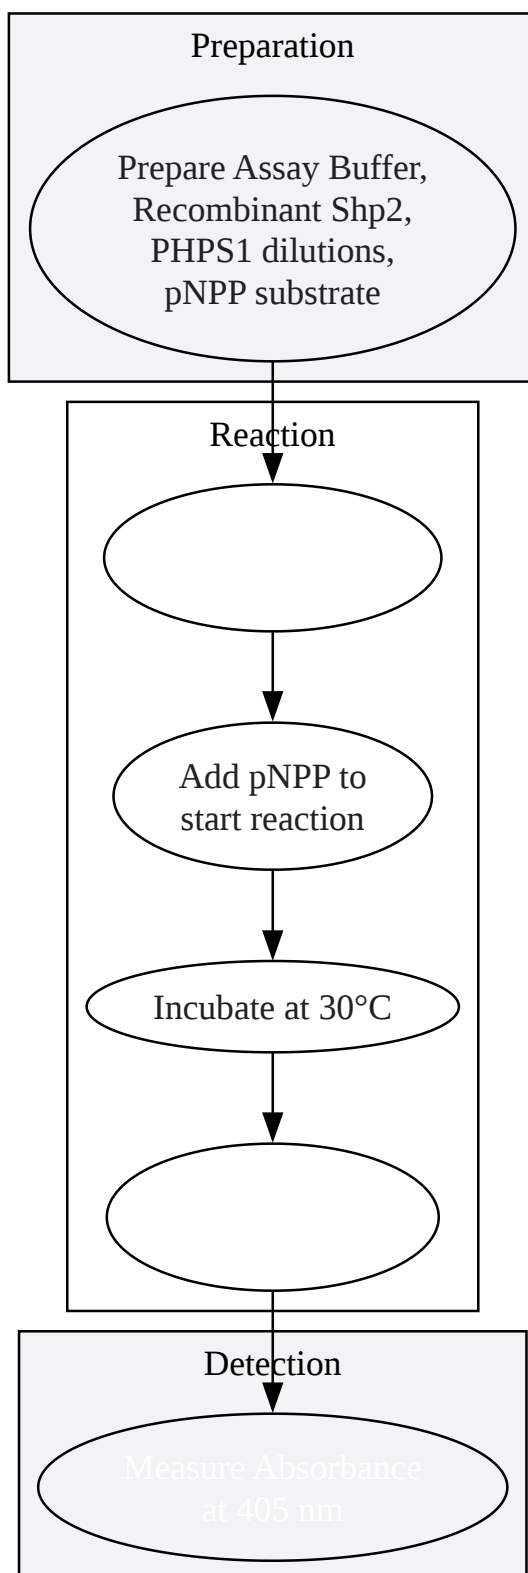 Preparation
Prepare Assay Buffer,
Recombinant Shp2,
PHPS1 dilutions,
pNPP substrate
Reaction
Add pNPP to
start reaction
Incubate at 30°C
Detection
Measure Absorbance
at 405 nm